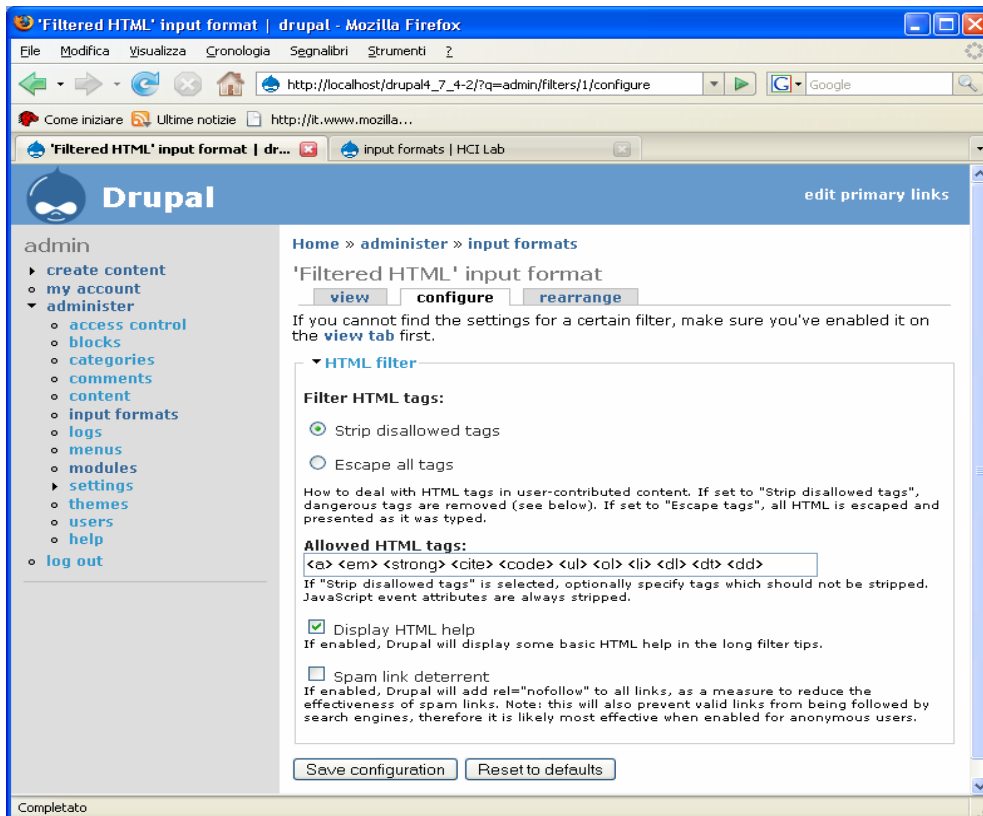 'Filtered HTML' input format | drupal - Mozilla Firefox
File Modifica Visualizza Cronologia Segnalibri Strumenti ?
http://localhost/drupal4_7_4-2/?q=admin/filters/1/configure G Google
Come iniziare Ultime notizie http://it.www.mozilla...
'Filtered HTML' input format | dr... input formats | HCI Lab
Drupal edit primary links
admin
create content
my account
administer
access control
blocks
categories
comments
content
input formats
logs
menus
modules
settings
themes
users
help
log out
Home » administer » input formats
'Filtered HTML' input format
view configure rearrange
If you cannot find the settings for a certain filter, make sure you've enabled it on
the view tab first.
HTML filter
Filter HTML tags:
Strip disallowed tags
Escape all tags
How to deal with HTML tags in user-contributed content. If set to "Strip disallowed tags",
dangerous tags are removed (see below). If set to "Escape tags", all HTML is escaped and
presented as it was typed.
Allowed HTML tags:
<a> <em> <strong> <cite> <code> <ul> <ol> <li> <dl> <dt> <dd>
If "Strip disallowed tags" is selected, optionally specify tags which should not be stripped.
JavaScript event attributes are always stripped.
Display HTML help
If enabled, Drupal will display some basic HTML help in the long filter tips.
Spam link deterrent
If enabled, Drupal will add rel="nofollow" to all links, as a measure to reduce the
effectiveness of spam links. Note: this will also prevent valid links from being followed by
search engines, therefore it is likely most effective when enabled for anonymous users.
Save configuration Reset to defaults
Completato